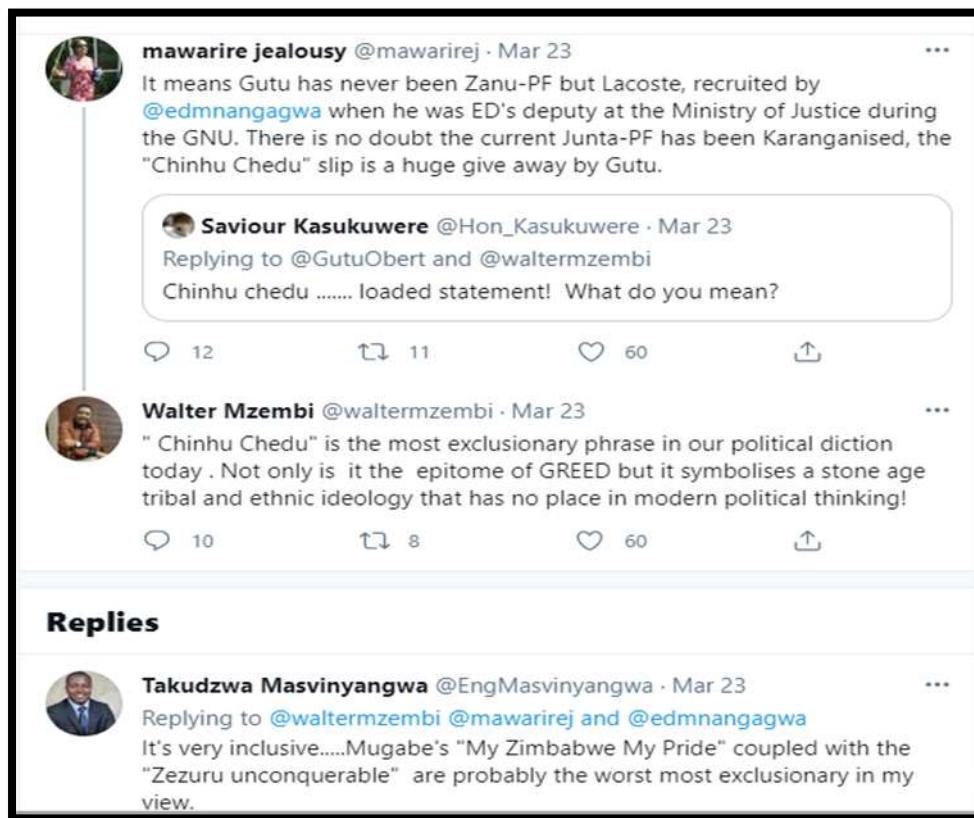 mawarire jealousy @mawarirej · Mar 23
It means Gutu has never been Zanu-PF but Lacoste, recruited by
@edmnangagwa when he was ED's deputy at the Ministry of Justice during
the GNU. There is no doubt the current Junta-PF has been Karanganised, the
"Chinhu Chedu" slip is a huge give away by Gutu.
Saviour Kasukuwere @Hon_Kasukuwere · Mar 23
Replying to @GutuObert and @waltermzembi
Chinhu chedu ....... loaded statement! What do you mean?
12 11 60
Walter Mzembi @waltermzembi · Mar 23
" Chinhu Chedu" is the most exclusionary phrase in our political diction
today . Not only is it the epitome of GREED but it symbolises a stone age
tribal and ethnic ideology that has no place in modern political thinking!
10 8 60
Replies
Takudzwa Masvinyangwa @EngMasvinyangwa · Mar 23
Replying to @waltermzembi @mawarirej and @edmnangagwa
It's very inclusive.....Mugabe's "My Zimbabwe My Pride" coupled with the
"Zezuru unconquerable" are probably the worst most exclusionary in my
view.